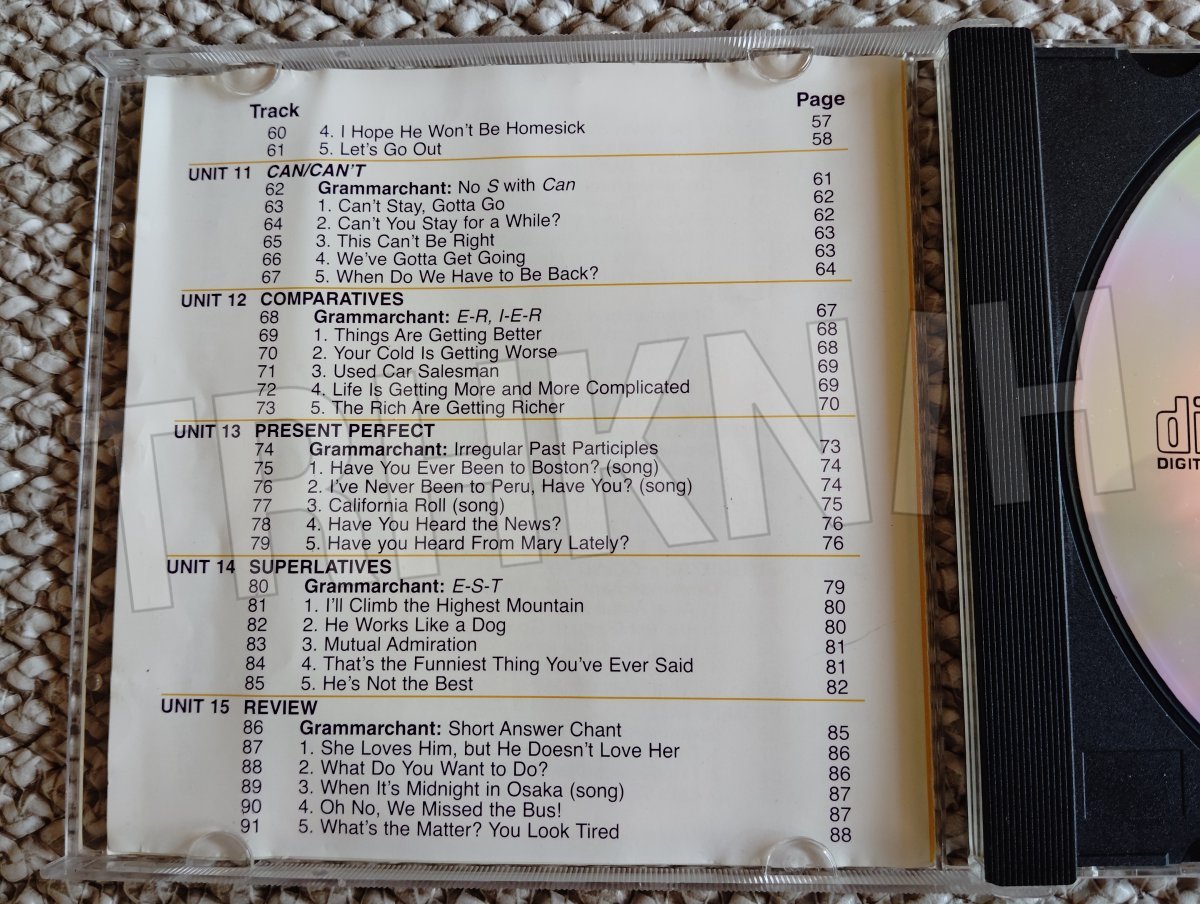 Track Page
60 4. I Hope He Won't Be Homesick 57
61 5. Let's Go Out 58
UNIT 11 CAN/CAN'T
62 Grammarchant: No S with Can 61
63 1. Can't Stay, Gotta Go 62
64 2. Can't You Stay for a While? 62
65 3. This Can't Be Right 63
66 4. We've Gotta Get Going 63
67 5. When Do We Have to Be Back? 64
UNIT 12 COMPARATIVES
68 Grammarchant: E-R, I-E-R 67
69 1. Things Are Getting Better 68
70 2. Your Cold Is Getting Worse 68
71 3. Used Car Salesman 69
72 4. Life Is Getting More and More Complicated 69
73 5. The Rich Are Getting Richer 70
UNIT 13 PRESENT PERFECT
74 Grammarchant: Irregular Past Participles 73
75 1. Have You Ever Been to Boston? (song) 74
76 2. I've Never Been to Peru, Have You? (song) 74
77 3. California Roll (song) 75
78 4. Have You Heard the News? 76
79 5. Have you Heard From Mary Lately? 76
UNIT 14 SUPERLATIVES
80 Grammarchant: E-S-T 79
81 1. I'll Climb the Highest Mountain 80
82 2. He Works Like a Dog 80
83 3. Mutual Admiration 81
84 4. That's the Funniest Thing You've Ever Said 81
85 5. He's Not the Best 82
UNIT 15 REVIEW
86 Grammarchant: Short Answer Chant 85
87 1. She Loves Him, but He Doesn't Love Her 86
88 2. What Do You Want to Do? 86
89 3. When It's Midnight in Osaka (song) 87
90 4. Oh No, We Missed the Bus! 87
91 5. What's the Matter? You Look Tired 88